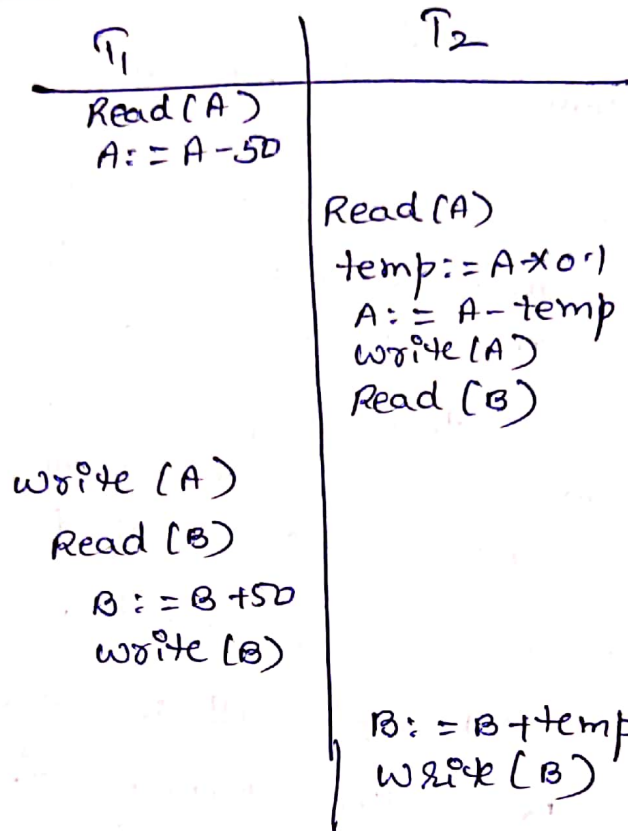 T1 T2
Read (A)
A: = A - 50
Read (A)
temp: = A * 0.1
A: = A - temp
write (A)
Read (B)
write (A)
Read (B)
B: = B + 50
write (B)
B: = B + temp
write (B)